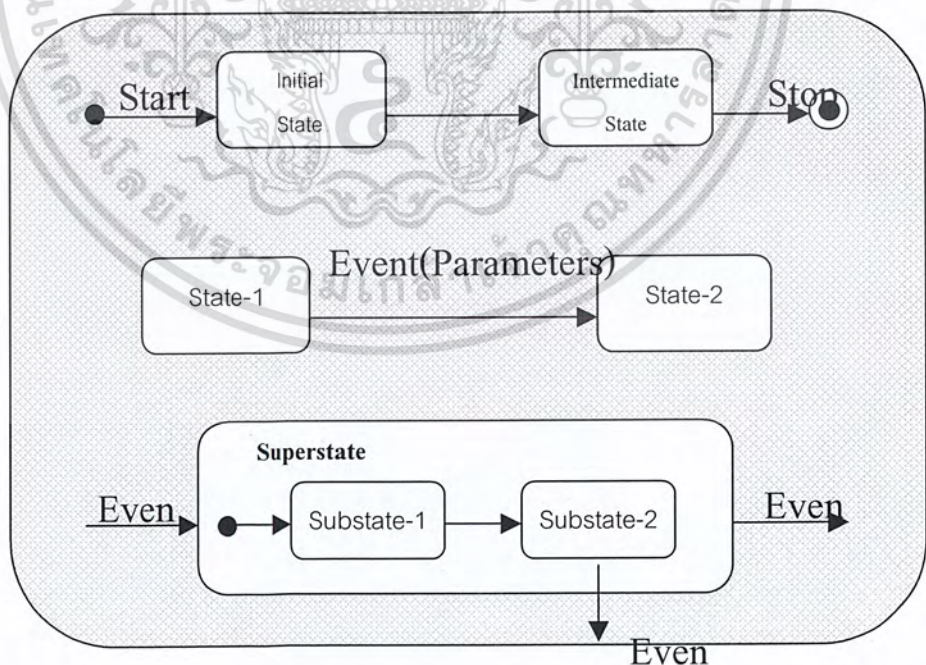 Start
Initial
State
Intermediate
State
Stop
Event(Parameters)
State-1
State-2
Superstate
Even
Substate-1
Substate-2
Even
Even